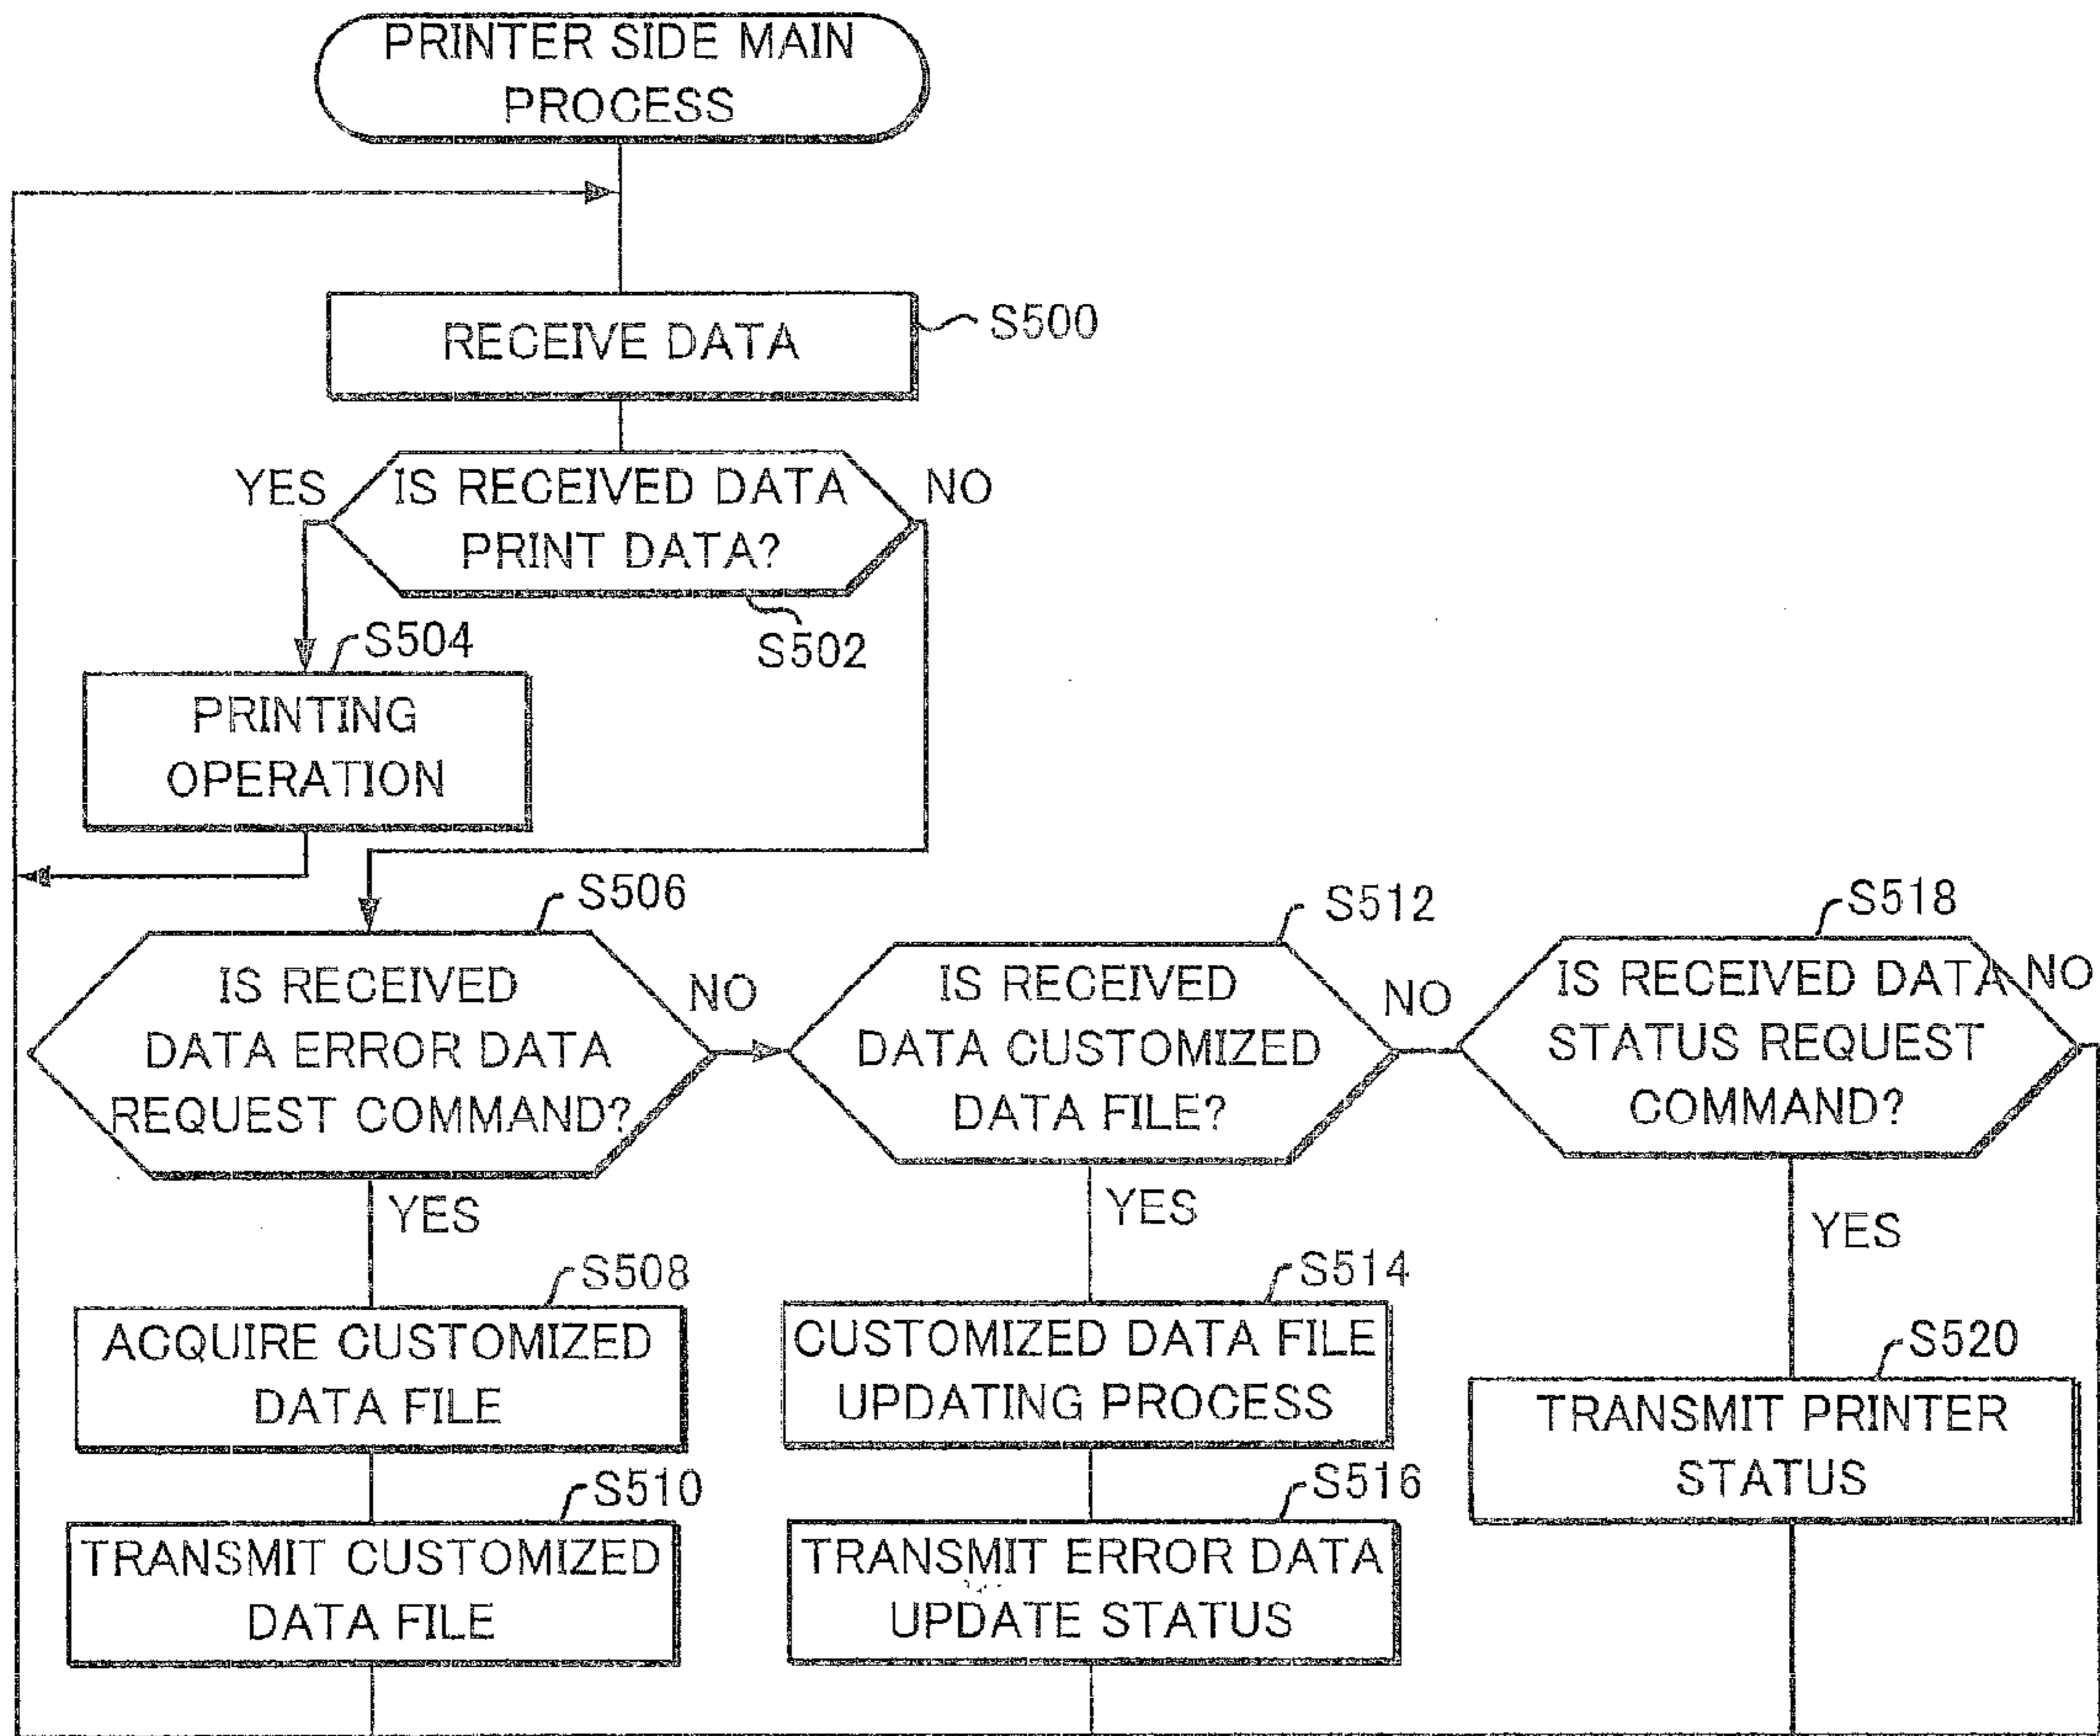 PRINTER SIDE MAIN
PROCESS
RECEIVE DATA
S500
YES
IS RECEIVED DATA
PRINT DATA?
NO
S502
S504
PRINTING
OPERATION
S506
IS RECEIVED
DATA ERROR DATA
REQUEST COMMAND?
NO
YES
S512
IS RECEIVED
DATA CUSTOMIZED
DATA FILE?
NO
YES
S518
IS RECEIVED DATA
STATUS REQUEST
COMMAND?
NO
YES
S508
ACQUIRE CUSTOMIZED
DATA FILE
S510
TRANSMIT CUSTOMIZED
DATA FILE
S514
CUSTOMIZED DATA FILE
UPDATING PROCESS
S516
TRANSMIT ERROR DATA
UPDATE STATUS
S520
TRANSMIT PRINTER
STATUS